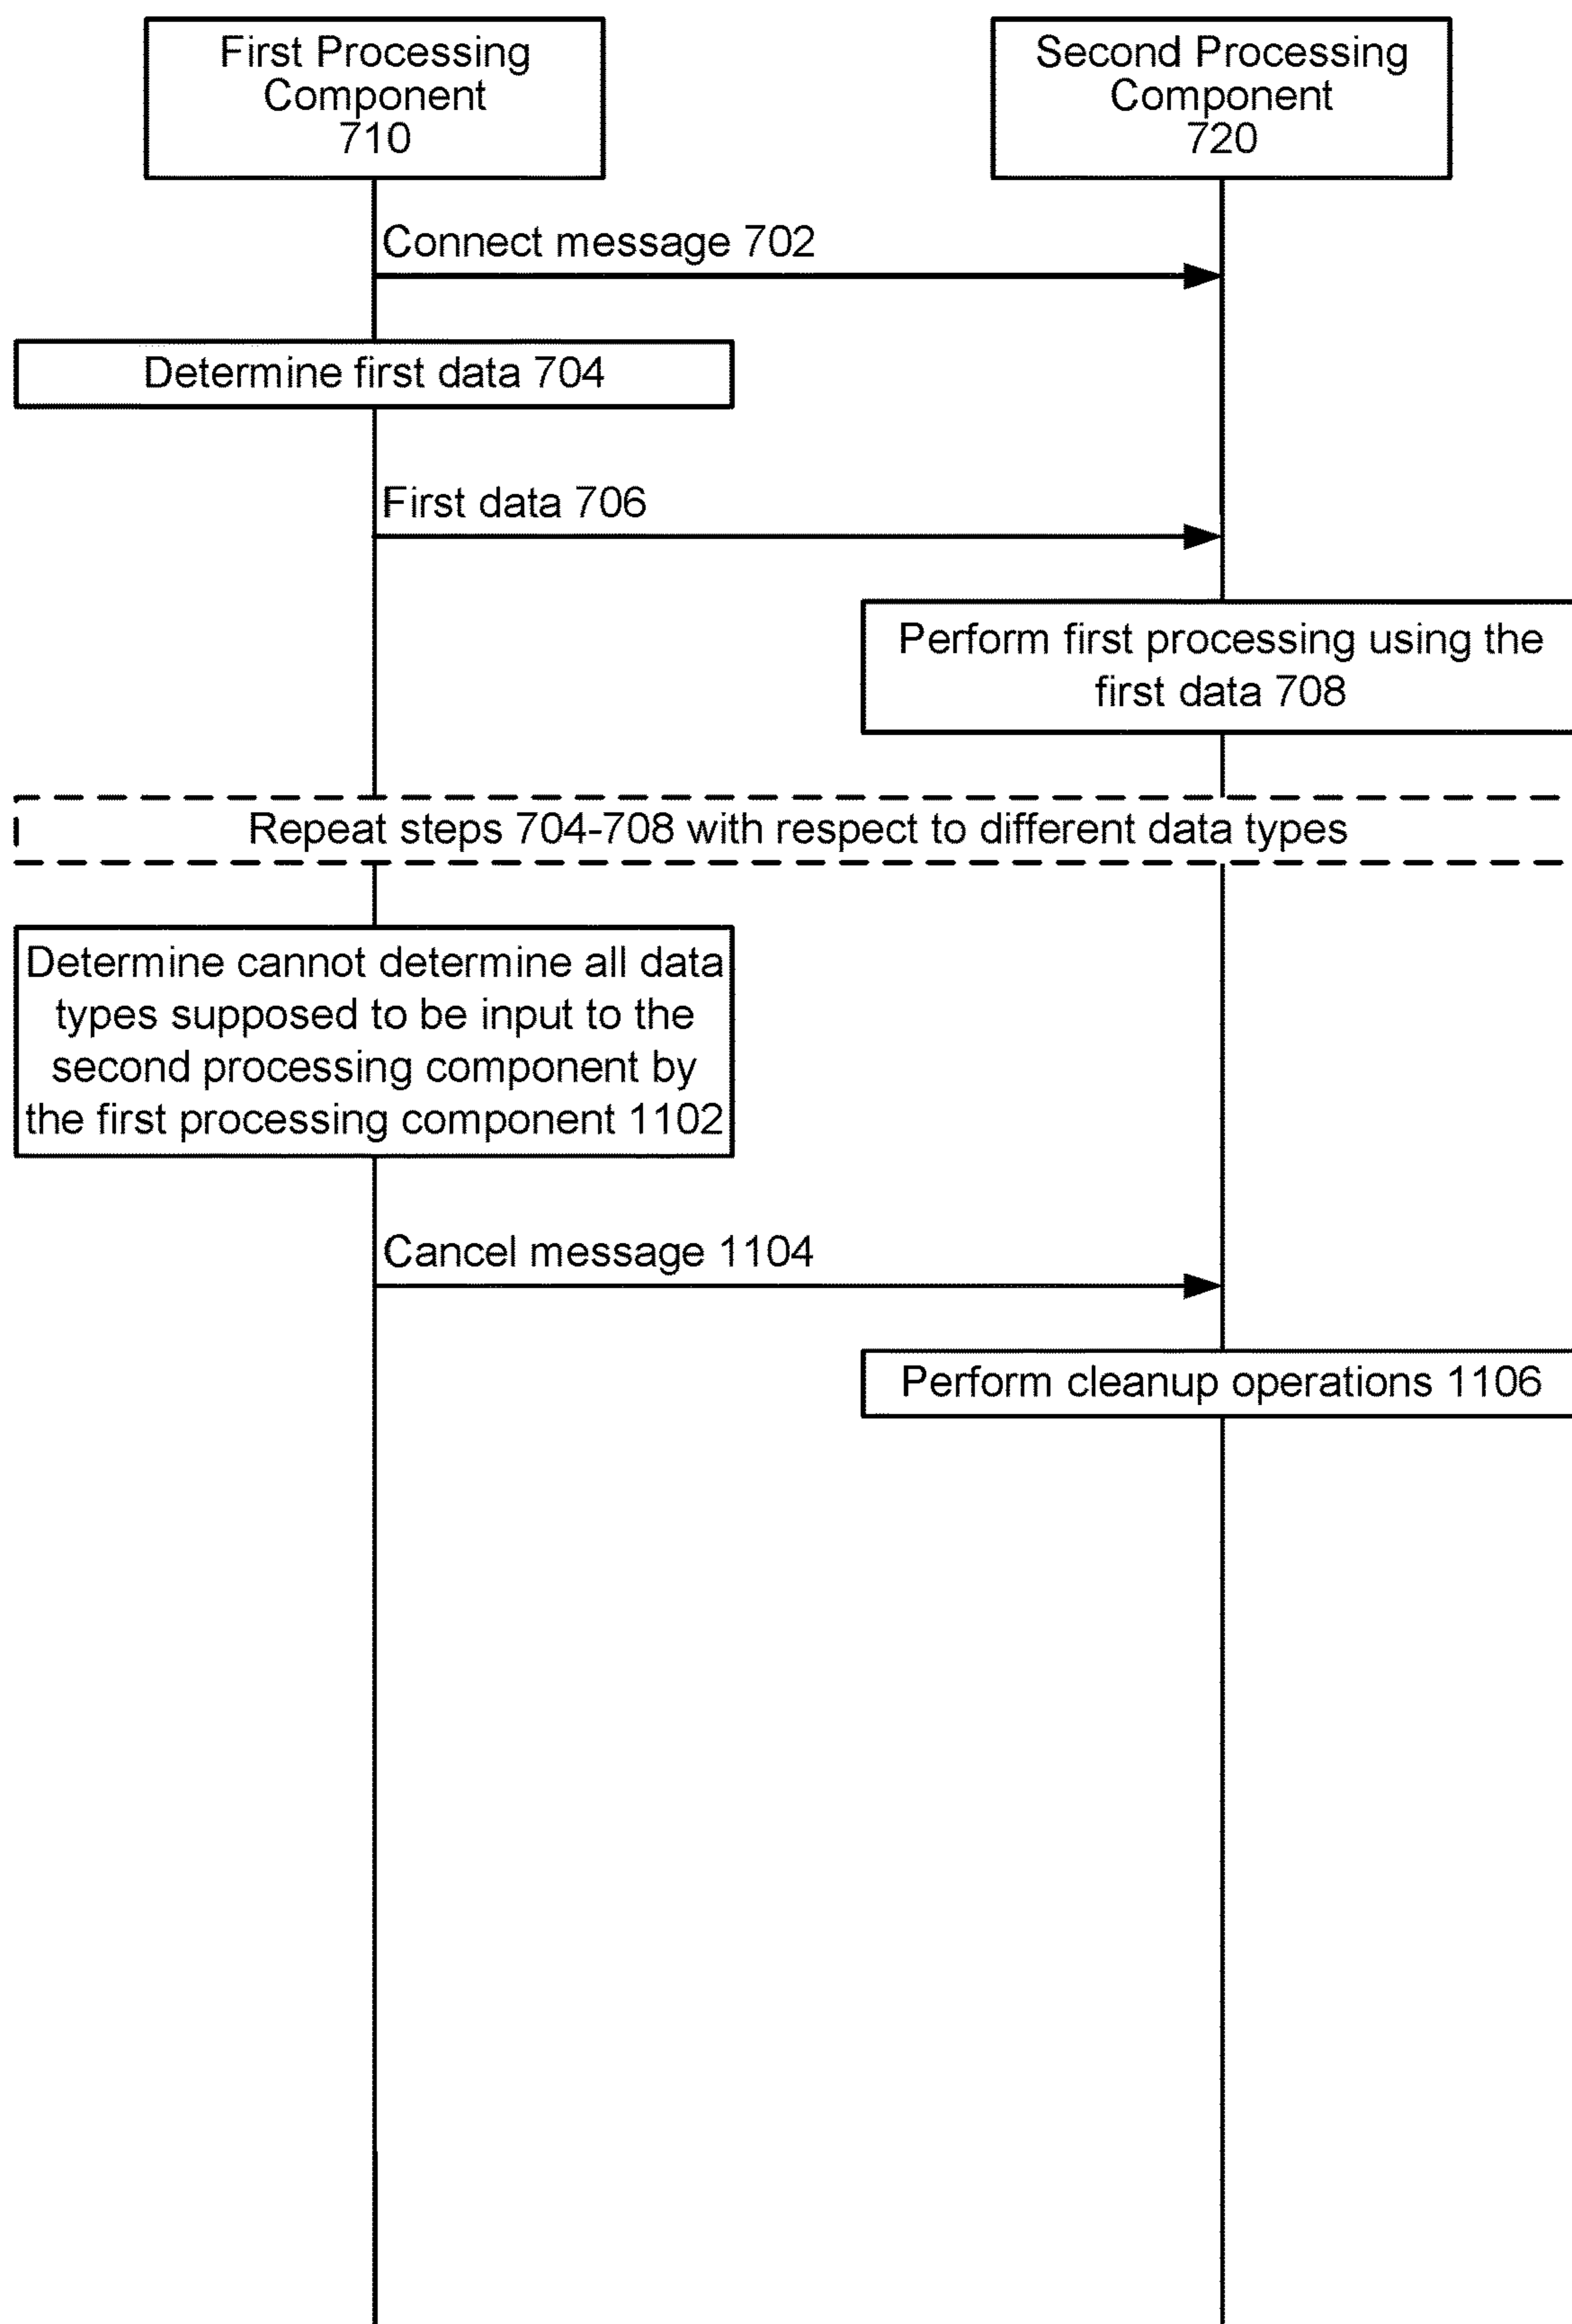 First Processing
Component
710
Second Processing
Component
720
Connect message 702
Determine first data 704
First data 706
Perform first processing using the
first data 708
Repeat steps 704-708 with respect to different data types
Determine cannot determine all data
types supposed to be input to the
second processing component by
the first processing component 1102
Cancel message 1104
Perform cleanup operations 1106